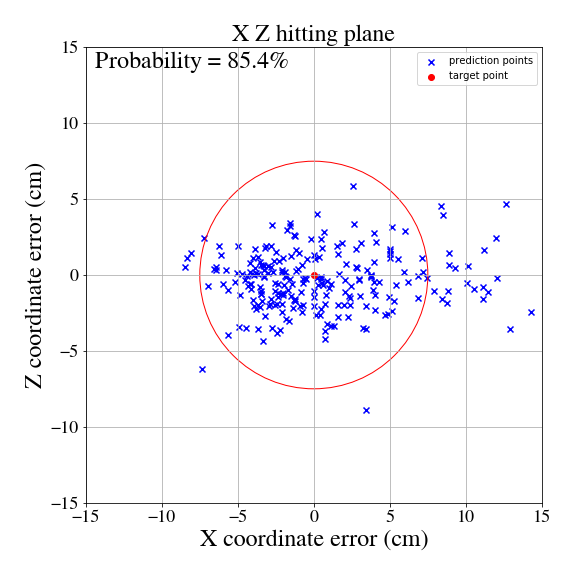 X Z hitting plane
Probability = 85.4%
prediction points
target point
15
10
5
0
−5
−10
−15
−15
−10
−5
0
5
10
15
Z coordinate error (cm)
X coordinate error (cm)